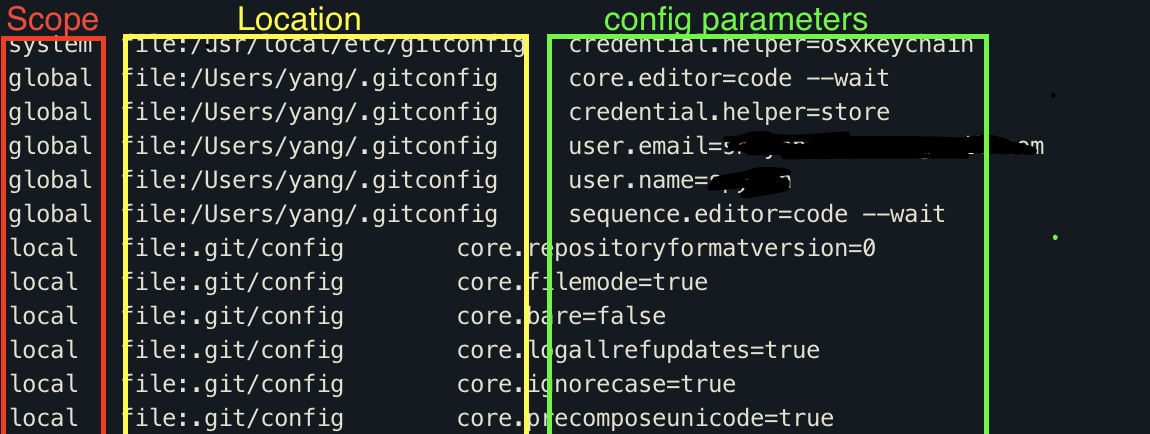 Scope Location config parameters
system file:/usr/local/etc/gitconfig credential.helper=osxkeychain
global file:/Users/yang/.gitconfig core.editor=code --wait
global file:/Users/yang/.gitconfig credential.helper=store
global file:/Users/yang/.gitconfig user.email=
global file:/Users/yang/.gitconfig user.name=
global file:/Users/yang/.gitconfig sequence.editor=code --wait
local file:.git/config core.repositoryformatversion=0
local file:.git/config core.filemode=true
local file:.git/config core.bare=false
local file:.git/config core.logallrefupdates=true
local file:.git/config core.ignorecase=true
local file:.git/config core.precomposeunicode=true